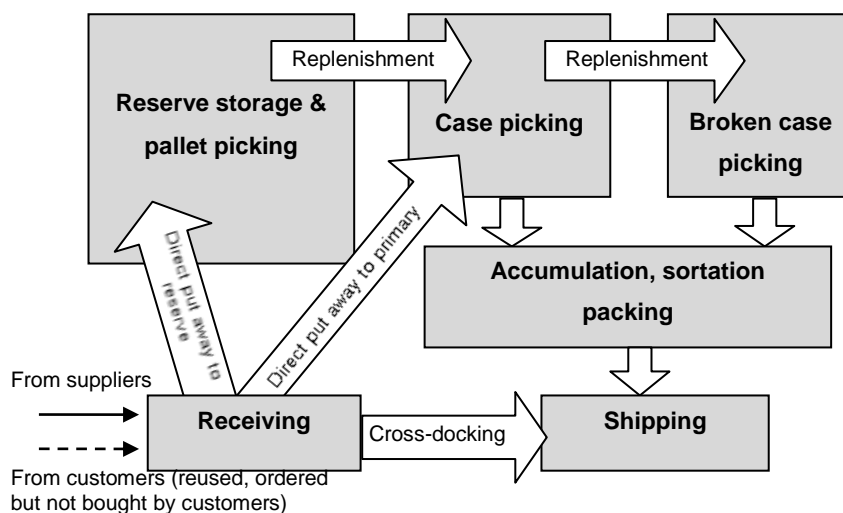 Replenishment
Replenishment
Reserve storage &
pallet picking
Case picking
Broken case
picking
Direct put away to
reserve
Direct put away to primary
Accumulation, sortation
packing
From suppliers
Receiving
Cross-docking
Shipping
From customers (reused, ordered
but not bought by customers)